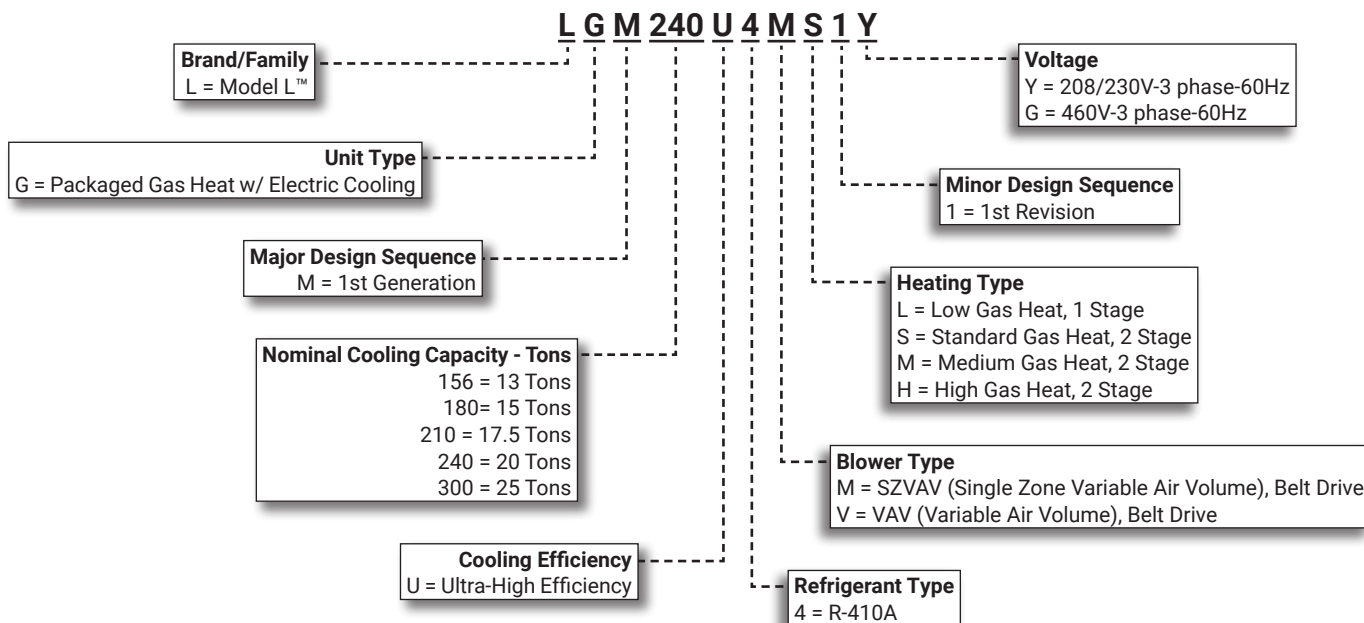 L G M 240 U 4 M S 1 Y
Brand/Family
L = Model L™
Voltage
Y = 208/230V-3 phase-60Hz
G = 460V-3 phase-60Hz
Unit Type
G = Packaged Gas Heat w/ Electric Cooling
Minor Design Sequence
1 = 1st Revision
Major Design Sequence
M = 1st Generation
Heating Type
L = Low Gas Heat, 1 Stage
S = Standard Gas Heat, 2 Stage
M = Medium Gas Heat, 2 Stage
H = High Gas Heat, 2 Stage
Nominal Cooling Capacity - Tons
156 = 13 Tons
180= 15 Tons
210 = 17.5 Tons
240 = 20 Tons
300 = 25 Tons
Blower Type
M = SZVAV (Single Zone Variable Air Volume), Belt Drive
V = VAV (Variable Air Volume), Belt Drive
Cooling Efficiency
U = Ultra-High Efficiency
Refrigerant Type
4 = R-410A